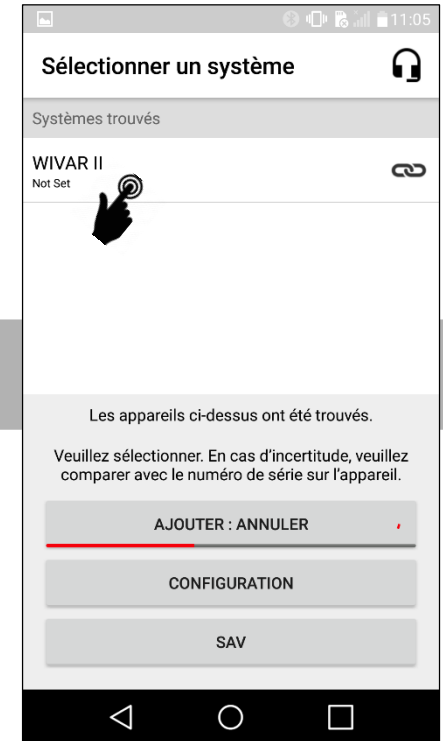 11:05
Sélectionner un système
Systèmes trouvés
WIVAR II
Not Set
Les appareils ci-dessus ont été trouvés.
Veuillez sélectionner. En cas d'incertitude, veuillez
comparer avec le numéro de série sur l'appareil.
AJOUTER : ANNULER
CONFIGURATION
SAV